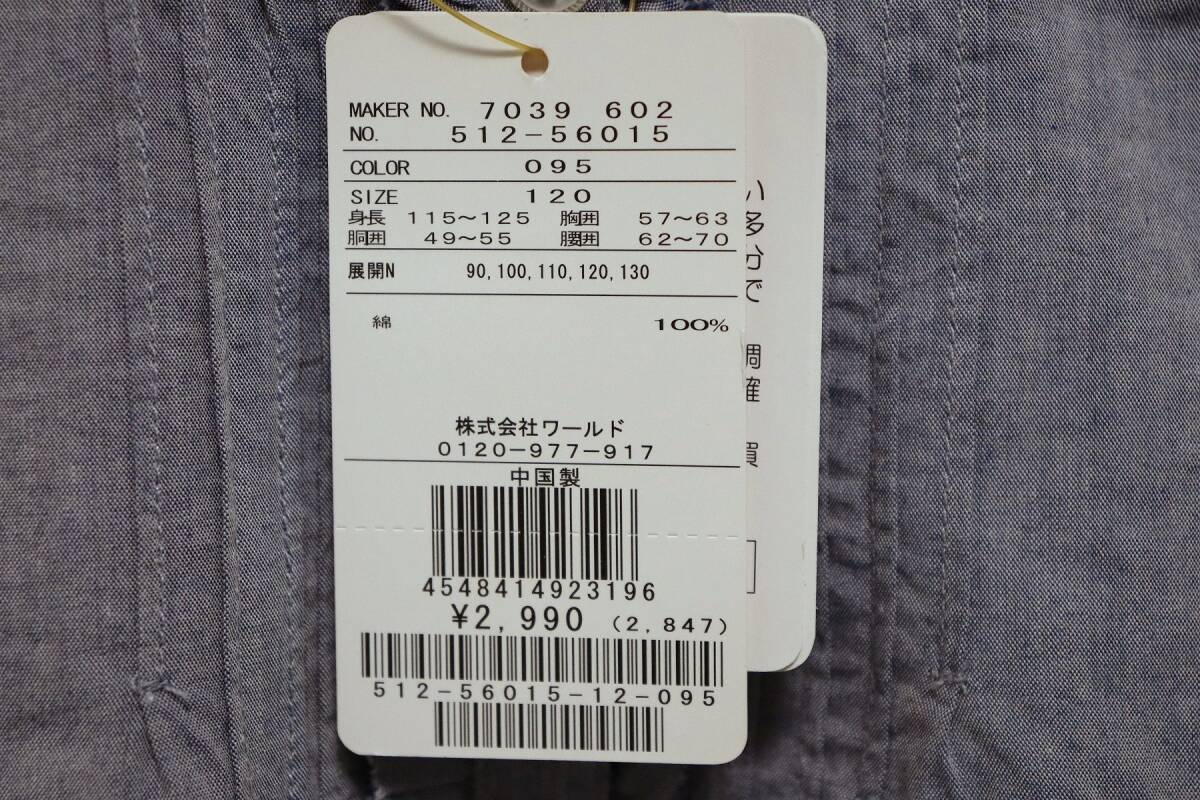 MAKER NO. 7039 602
NO. 512-56015
COLOR 095
SIZE 120
身長 115～125 胸囲 57～63
胴囲 49～55 腰囲 62～70
展開N 90,100,110,120,130
綿 100%
株式会社ワールド
0120-977-917
中国製
4548414923196
¥2,990 (2,847)
512-56015-12-095
い
多
分
で
調
確